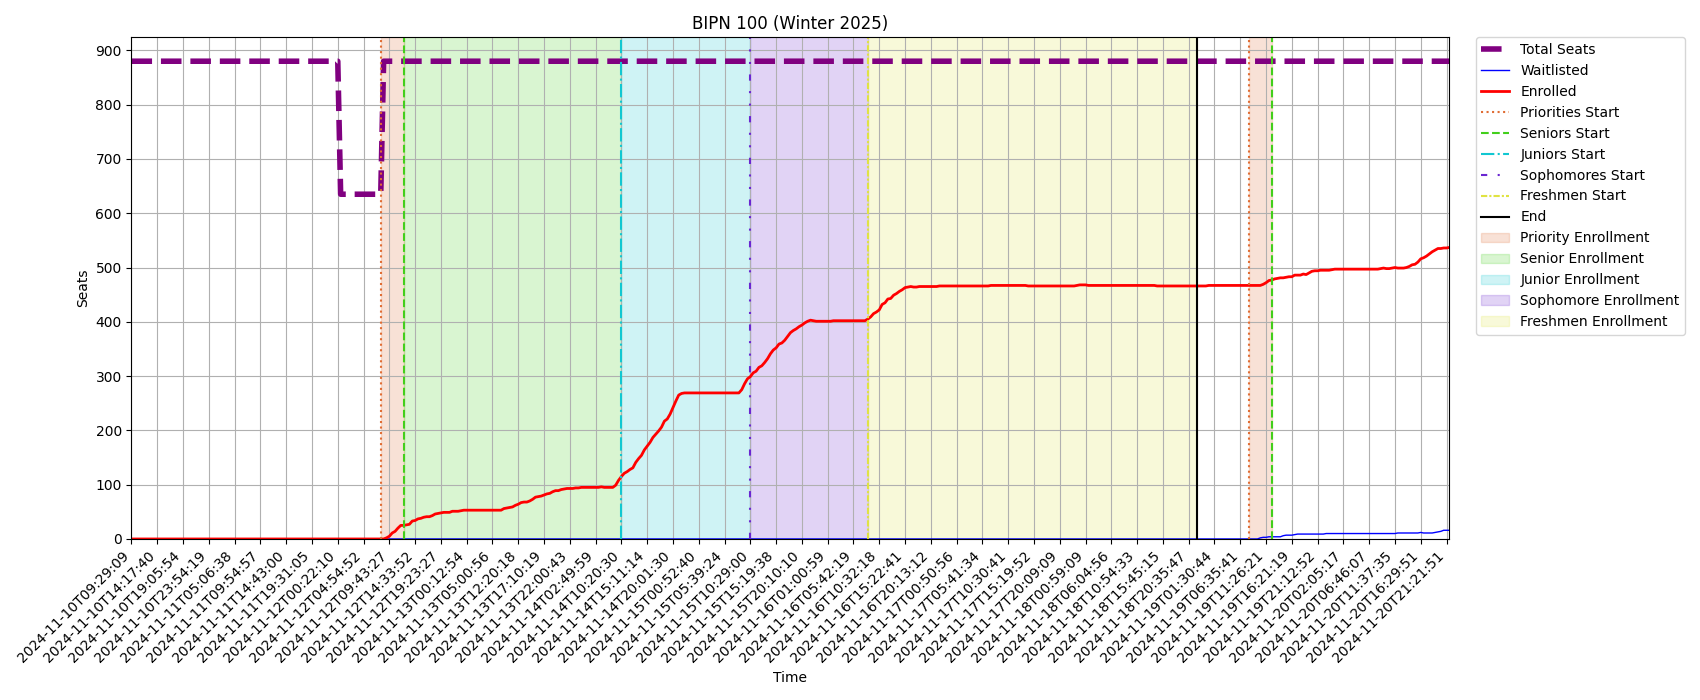 BIPN 100 (Winter 2025)
900
800
700
600
500
400
300
200
100
0
Seats
2024-11-10T09:29:09
2024-11-10T14:17:40
2024-11-10T19:05:54
2024-11-10T23:54:19
2024-11-11T05:06:38
2024-11-11T09:54:57
2024-11-11T14:43:00
2024-11-11T19:31:05
2024-11-12T00:22:10
2024-11-12T04:54:52
2024-11-12T09:43:27
2024-11-12T14:33:52
2024-11-12T19:23:27
2024-11-13T00:12:54
2024-11-13T05:00:56
2024-11-13T12:20:18
2024-11-13T17:10:19
2024-11-13T22:00:43
2024-11-14T02:49:59
2024-11-14T10:20:30
2024-11-14T15:11:14
2024-11-14T20:01:30
2024-11-15T00:52:40
2024-11-15T05:39:24
2024-11-15T10:29:00
2024-11-15T15:19:38
2024-11-15T20:10:10
2024-11-16T01:00:59
2024-11-16T05:42:19
2024-11-16T10:32:18
2024-11-16T15:22:41
2024-11-16T20:13:12
2024-11-17T00:50:56
2024-11-17T05:41:34
2024-11-17T10:30:41
2024-11-17T15:19:52
2024-11-17T20:09:09
2024-11-18T00:59:09
2024-11-18T06:04:56
2024-11-18T10:54:33
2024-11-18T15:45:15
2024-11-18T20:35:47
2024-11-19T01:30:44
2024-11-19T06:35:41
2024-11-19T11:26:21
2024-11-19T16:21:19
2024-11-19T21:12:52
2024-11-20T02:05:17
2024-11-20T06:46:07
2024-11-20T11:37:35
2024-11-20T16:29:51
2024-11-20T21:21:51
Time
Total Seats
Waitlisted
Enrolled
Priorities Start
Seniors Start
Juniors Start
Sophomores Start
Freshmen Start
End
Priority Enrollment
Senior Enrollment
Junior Enrollment
Sophomore Enrollment
Freshmen Enrollment